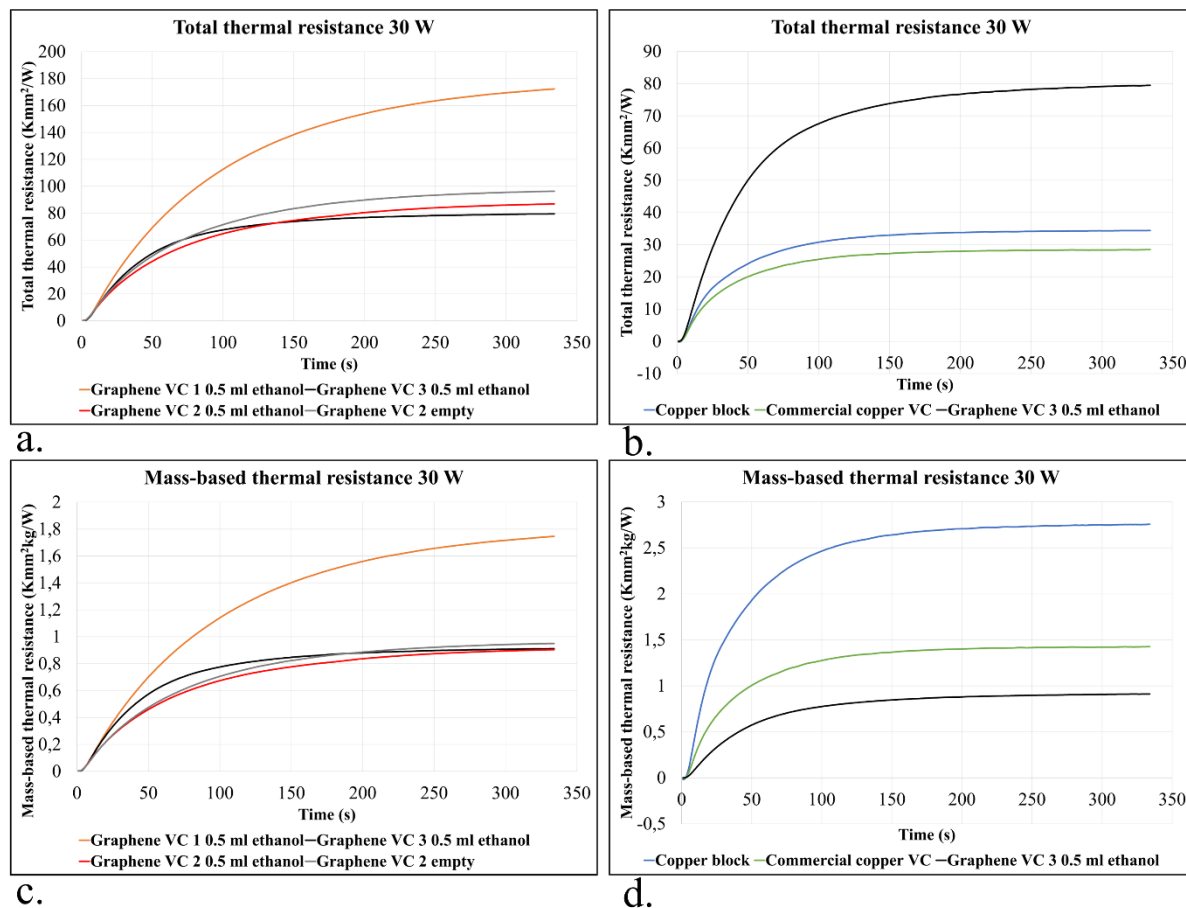 Total thermal resistance 30 W
Total thermal resistance (Kmm²/W)
200
180
160
140
120
100
80
60
40
20
0
0 50 100 150 200 250 300 350
Time (s)
Graphene VC 1 0.5 ml ethanol Graphene VC 3 0.5 ml ethanol
Graphene VC 2 0.5 ml ethanol Graphene VC 2 empty
a.
Total thermal resistance 30 W
Total thermal resistance (Kmm²/W)
90
80
70
60
50
40
30
20
10
0
-10
0 50 100 150 200 250 300 350
Time (s)
Copper block Commercial copper VC Graphene VC 3 0.5 ml ethanol
b.
Mass-based thermal resistance 30 W
Mass-based thermal resistance (Kmm²kg/W)
2
1,8
1,6
1,4
1,2
1
0,8
0,6
0,4
0,2
0
0 50 100 150 200 250 300 350
Time (s)
Graphene VC 1 0.5 ml ethanol Graphene VC 3 0.5 ml ethanol
Graphene VC 2 0.5 ml ethanol Graphene VC 2 empty
c.
Mass-based thermal resistance 30 W
Mass-based thermal resistance (Kmm²kg/W)
3
2,5
2
1,5
1
0,5
0
-0,5
0 50 100 150 200 250 300 350
Time (s)
Copper block Commercial copper VC Graphene VC 3 0.5 ml ethanol
d.